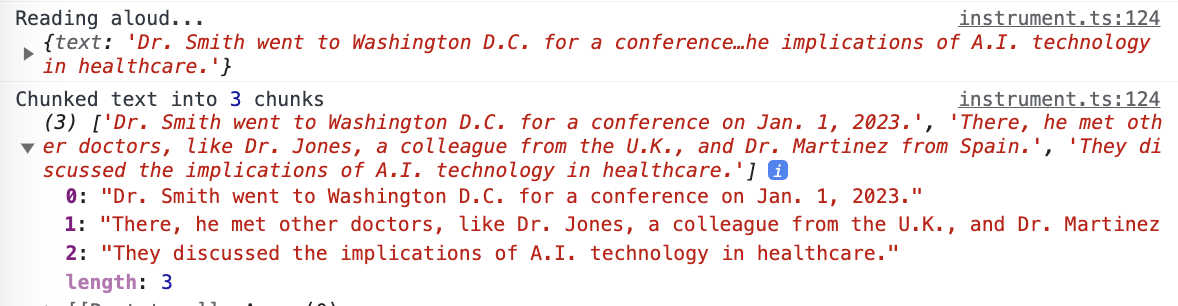 Reading aloud... instrument.ts:124
{text: 'Dr. Smith went to Washington D.C. for a conference…he implications of A.I. technology
in healthcare.'}
Chunked text into 3 chunks instrument.ts:124
(3) ['Dr. Smith went to Washington D.C. for a conference on Jan. 1, 2023.', 'There, he met oth
er doctors, like Dr. Jones, a colleague from the U.K., and Dr. Martinez from Spain.', 'They di
scussed the implications of A.I. technology in healthcare.'] i
0: "Dr. Smith went to Washington D.C. for a conference on Jan. 1, 2023."
1: "There, he met other doctors, like Dr. Jones, a colleague from the U.K., and Dr. Martinez
2: "They discussed the implications of A.I. technology in healthcare."
length: 3